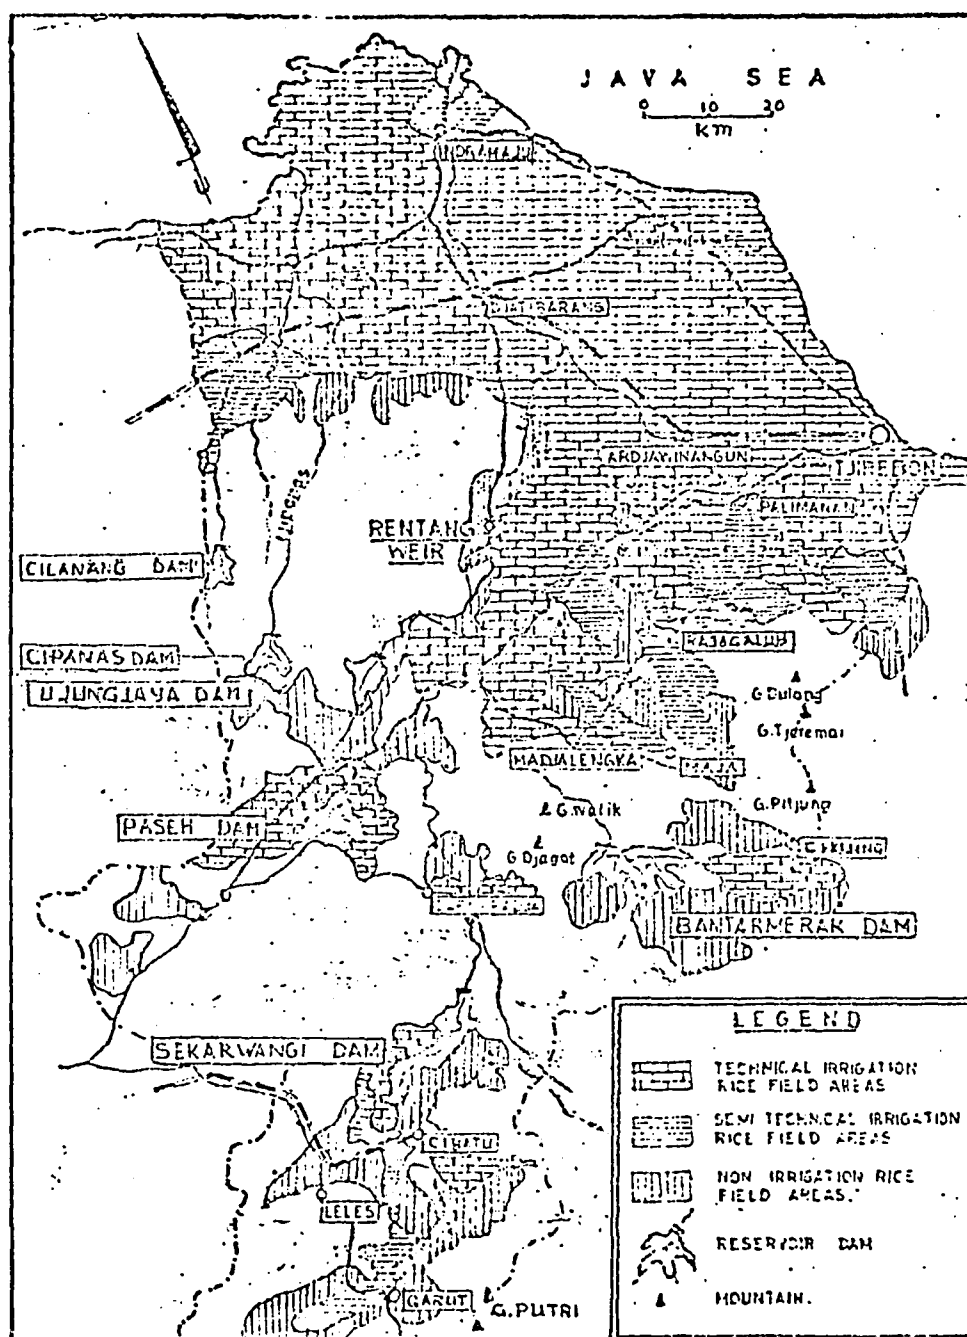 JAVA SEA
0 10 20
km
INDRAMAJU
DJATIBARANG
ARDJAWINANGUN
TJIREBON
PALIMANAN
RENTANG
WEIR
CILANANG DAM
CIPANAS DAM
UJUNGJAYA DAM
RAJAGALUH
G.Dulang
G.Tjeremai
MADJALENGKA
MAJA
G.Pitjung
G.Walik
PASEH DAM
G.Djagat
BANTARMERAK DAM
SEKARWANGI DAM
CIBATU
LELES
GARUT
G.PUTRI
LEGEND
TECHNICAL IRRIGATION
RICE FIELD AREAS
SEMI TECHNICAL IRRIGATION
RICE FIELD AREAS
NON IRRIGATION RICE
FIELD AREAS.
RESERVOIR DAM
MOUNTAIN.